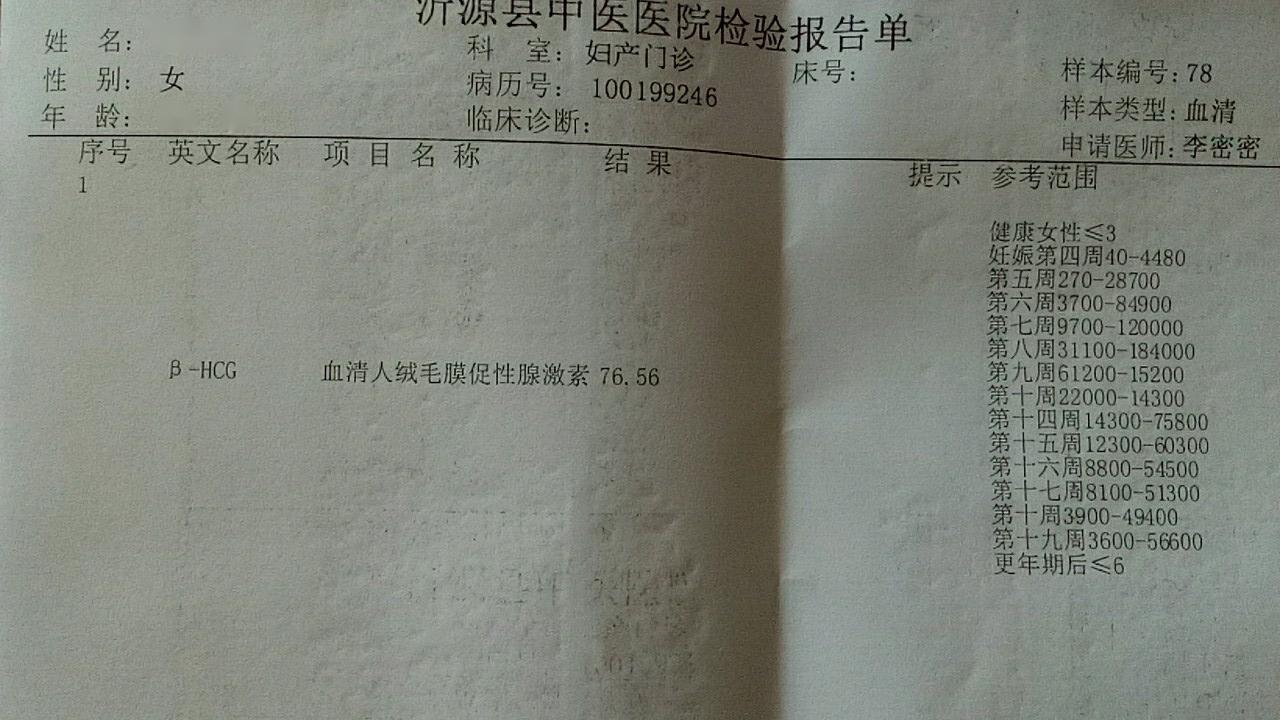 沂源县中医医院检验报告单
姓 名:
科 室: 妇产门诊
床号:
样本编号: 78
性 别: 女
病历号: 100199246
样本类型: 血清
年 龄:
临床诊断:
申请医师: 李密密
序号 英文名称 项目名称 结果 提示 参考范围
1
健康女性≤3
妊娠第四周40-4480
第五周270-28700
第六周3700-84900
第七周9700-120000
第八周31100-184000
第九周61200-15200
β-HCG 血清人绒毛膜促性腺激素 76.56
第十周22000-14300
第十四周14300-75800
第十五周12300-60300
第十六周8800-54500
第十七周8100-51300
第十周3900-49400
第十九周3600-56600
更年期后≤6